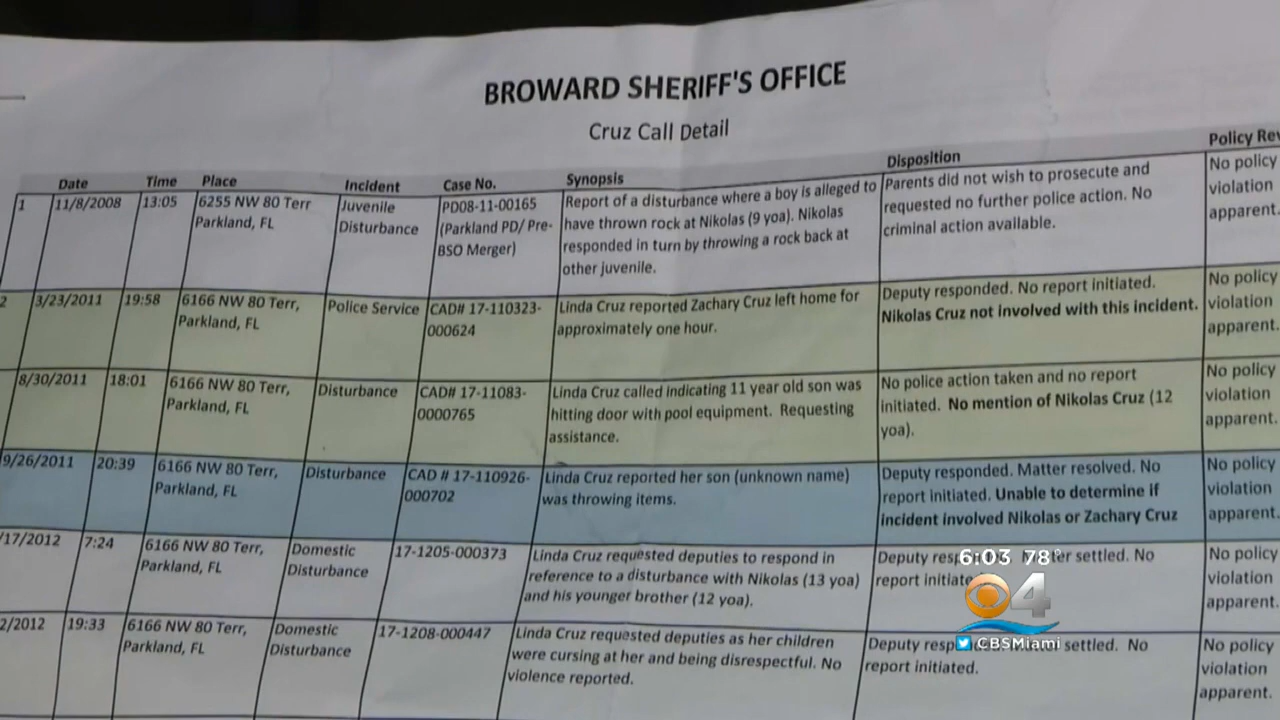 BROWARD SHERIFF'S OFFICE
Cruz Call Detail
Date Time Place Incident Case No. Synopsis Disposition Policy
1 11/8/2008 13:05 6255 NW 80 Terr Juvenile PD08-11-00165 Report of a disturbance where a boy is alleged to Parents did not wish to prosecute and No policy
Parkland, FL Disturbance (Parkland PD/ Pre- have thrown rock at Nikolas (9 yoa). Nikolas requested no further police action. No violation
BSO Merger) responded in turn by throwing a rock back at criminal action available. apparent.
other juvenile.
2 3/23/2011 19:58 6166 NW 80 Terr, Police Service CAD# 17-110323- Linda Cruz reported Zachary Cruz left home for Deputy responded. No report initiated. No policy
Parkland, FL 000624 approximately one hour. Nikolas Cruz not involved with this incident. violation
apparent.
8/30/2011 18:01 6166 NW 80 Terr, Disturbance CAD# 17-11083- Linda Cruz called indicating 11 year old son was No police action taken and no report No policy
Parkland, FL 0000765 hitting door with pool equipment. Requesting initiated. No mention of Nikolas Cruz (12 violation
assistance. yoa). apparent.
9/26/2011 20:39 6166 NW 80 Terr, Disturbance CAD # 17-110926- Linda Cruz reported her son (unknown name) Deputy responded. Matter resolved. No No policy
Parkland, FL 000702 was throwing items. report initiated. Unable to determine if violation
incident involved Nikolas or Zachary Cruz apparent.
/17/2012 7:24 6166 NW 80 Terr, Domestic 17-1205-000373 Linda Cruz requested deputies to respond in Deputy settled. No No policy
Parkland, FL Disturbance reference to a disturbance with Nikolas (13 yoa) report violation
and his younger brother (12 yoa). apparent.
2/2012 19:33 6166 NW 80 Terr, Domestic 17-1208-000447 Linda Cruz requested deputies as her children Deputy settled. No No policy
Parkland, FL Disturbance were cursing at her and being disrespectful. No report initiated. violation
violence reported. apparent.
6:03 78°
4
CBSMiami